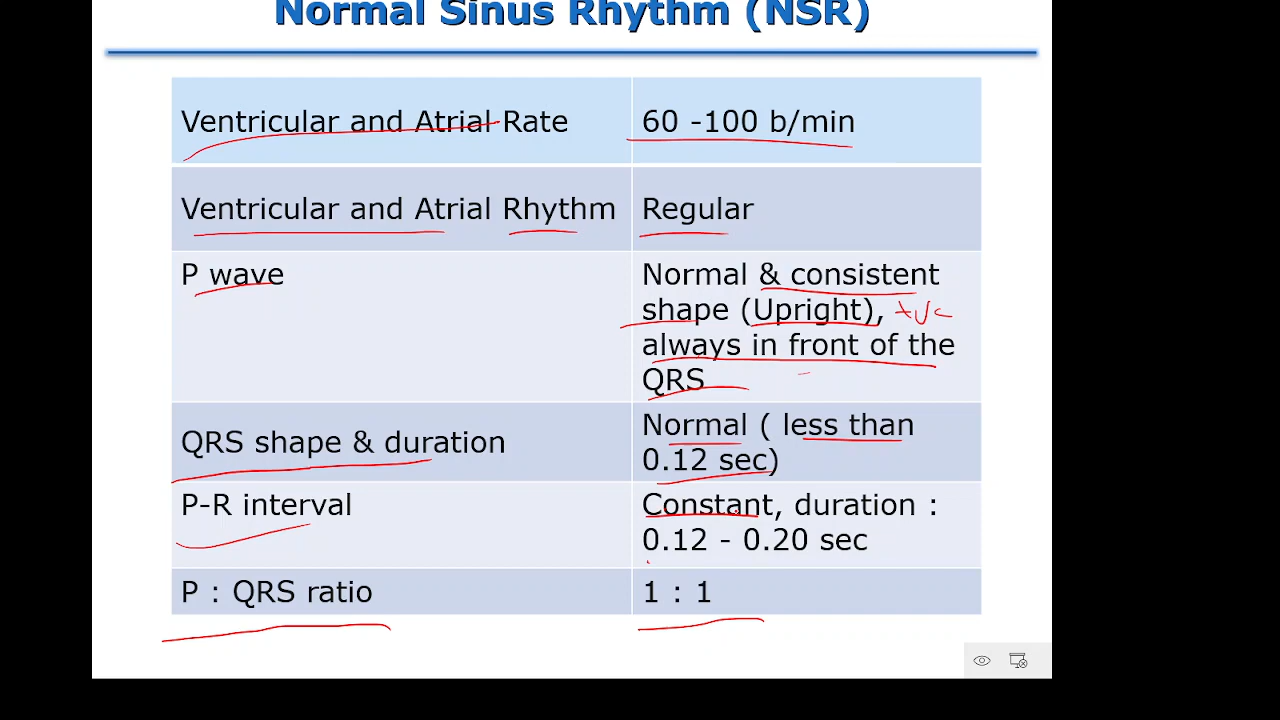 Normal Sinus Rhythm (NSR)
Ventricular and Atrial Rate 60 -100 b/min
Ventricular and Atrial Rhythm Regular
P wave Normal & consistent
shape (Upright), +ve
always in front of the
QRS
QRS shape & duration Normal ( less than
0.12 sec)
P-R interval Constant, duration :
0.12 - 0.20 sec
P : QRS ratio 1 : 1